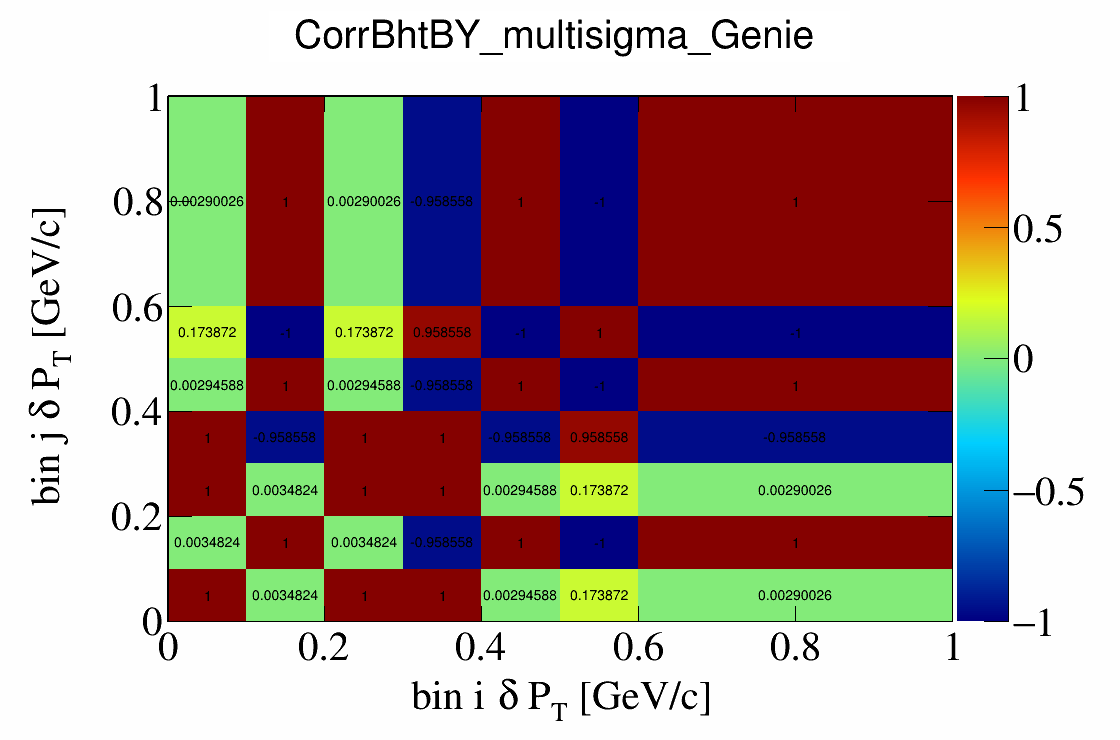 CorrBhtBY_multisigma_Genie
1
0.8
0.6
0.4
0.2
0
bin j δ P_T [GeV/c]
0.00290026 1 0.00290026 -0.958558 1 -1 1
0.173872 -1 0.173872 0.958558 -1 1 -1
0.00294588 1 0.00294588 -0.958558 1 -1 1
1 -0.958558 1 1 -0.958558 0.958558 -0.958558
1 0.0034824 1 1 0.00294588 0.173872 0.00290026
0.0034824 1 0.0034824 -0.958558 1 -1 1
1 0.0034824 1 1 0.00294588 0.173872 0.00290026
0 0.2 0.4 0.6 0.8 1
bin i δ P_T [GeV/c]
1
0.5
0
−0.5
−1